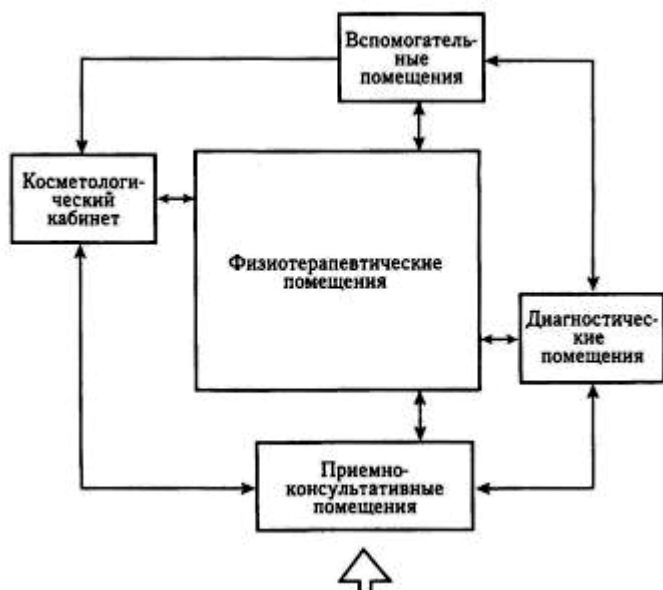 Вспомогатель-
ные
помещения
Косметологи-
ческий
кабинет
Физиотерапевтические
помещения
Диагностичес-
кие
помещения
Приемно-
консультативные
помещения